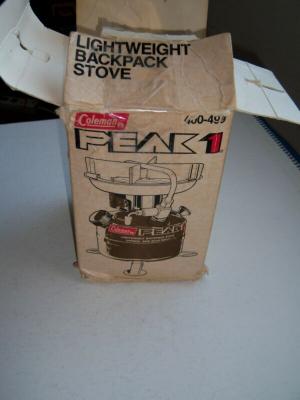 LIGHTWEIGHT
BACKPACK
STOVE
Coleman 400-499
PEAK 1
Coleman
PEAK